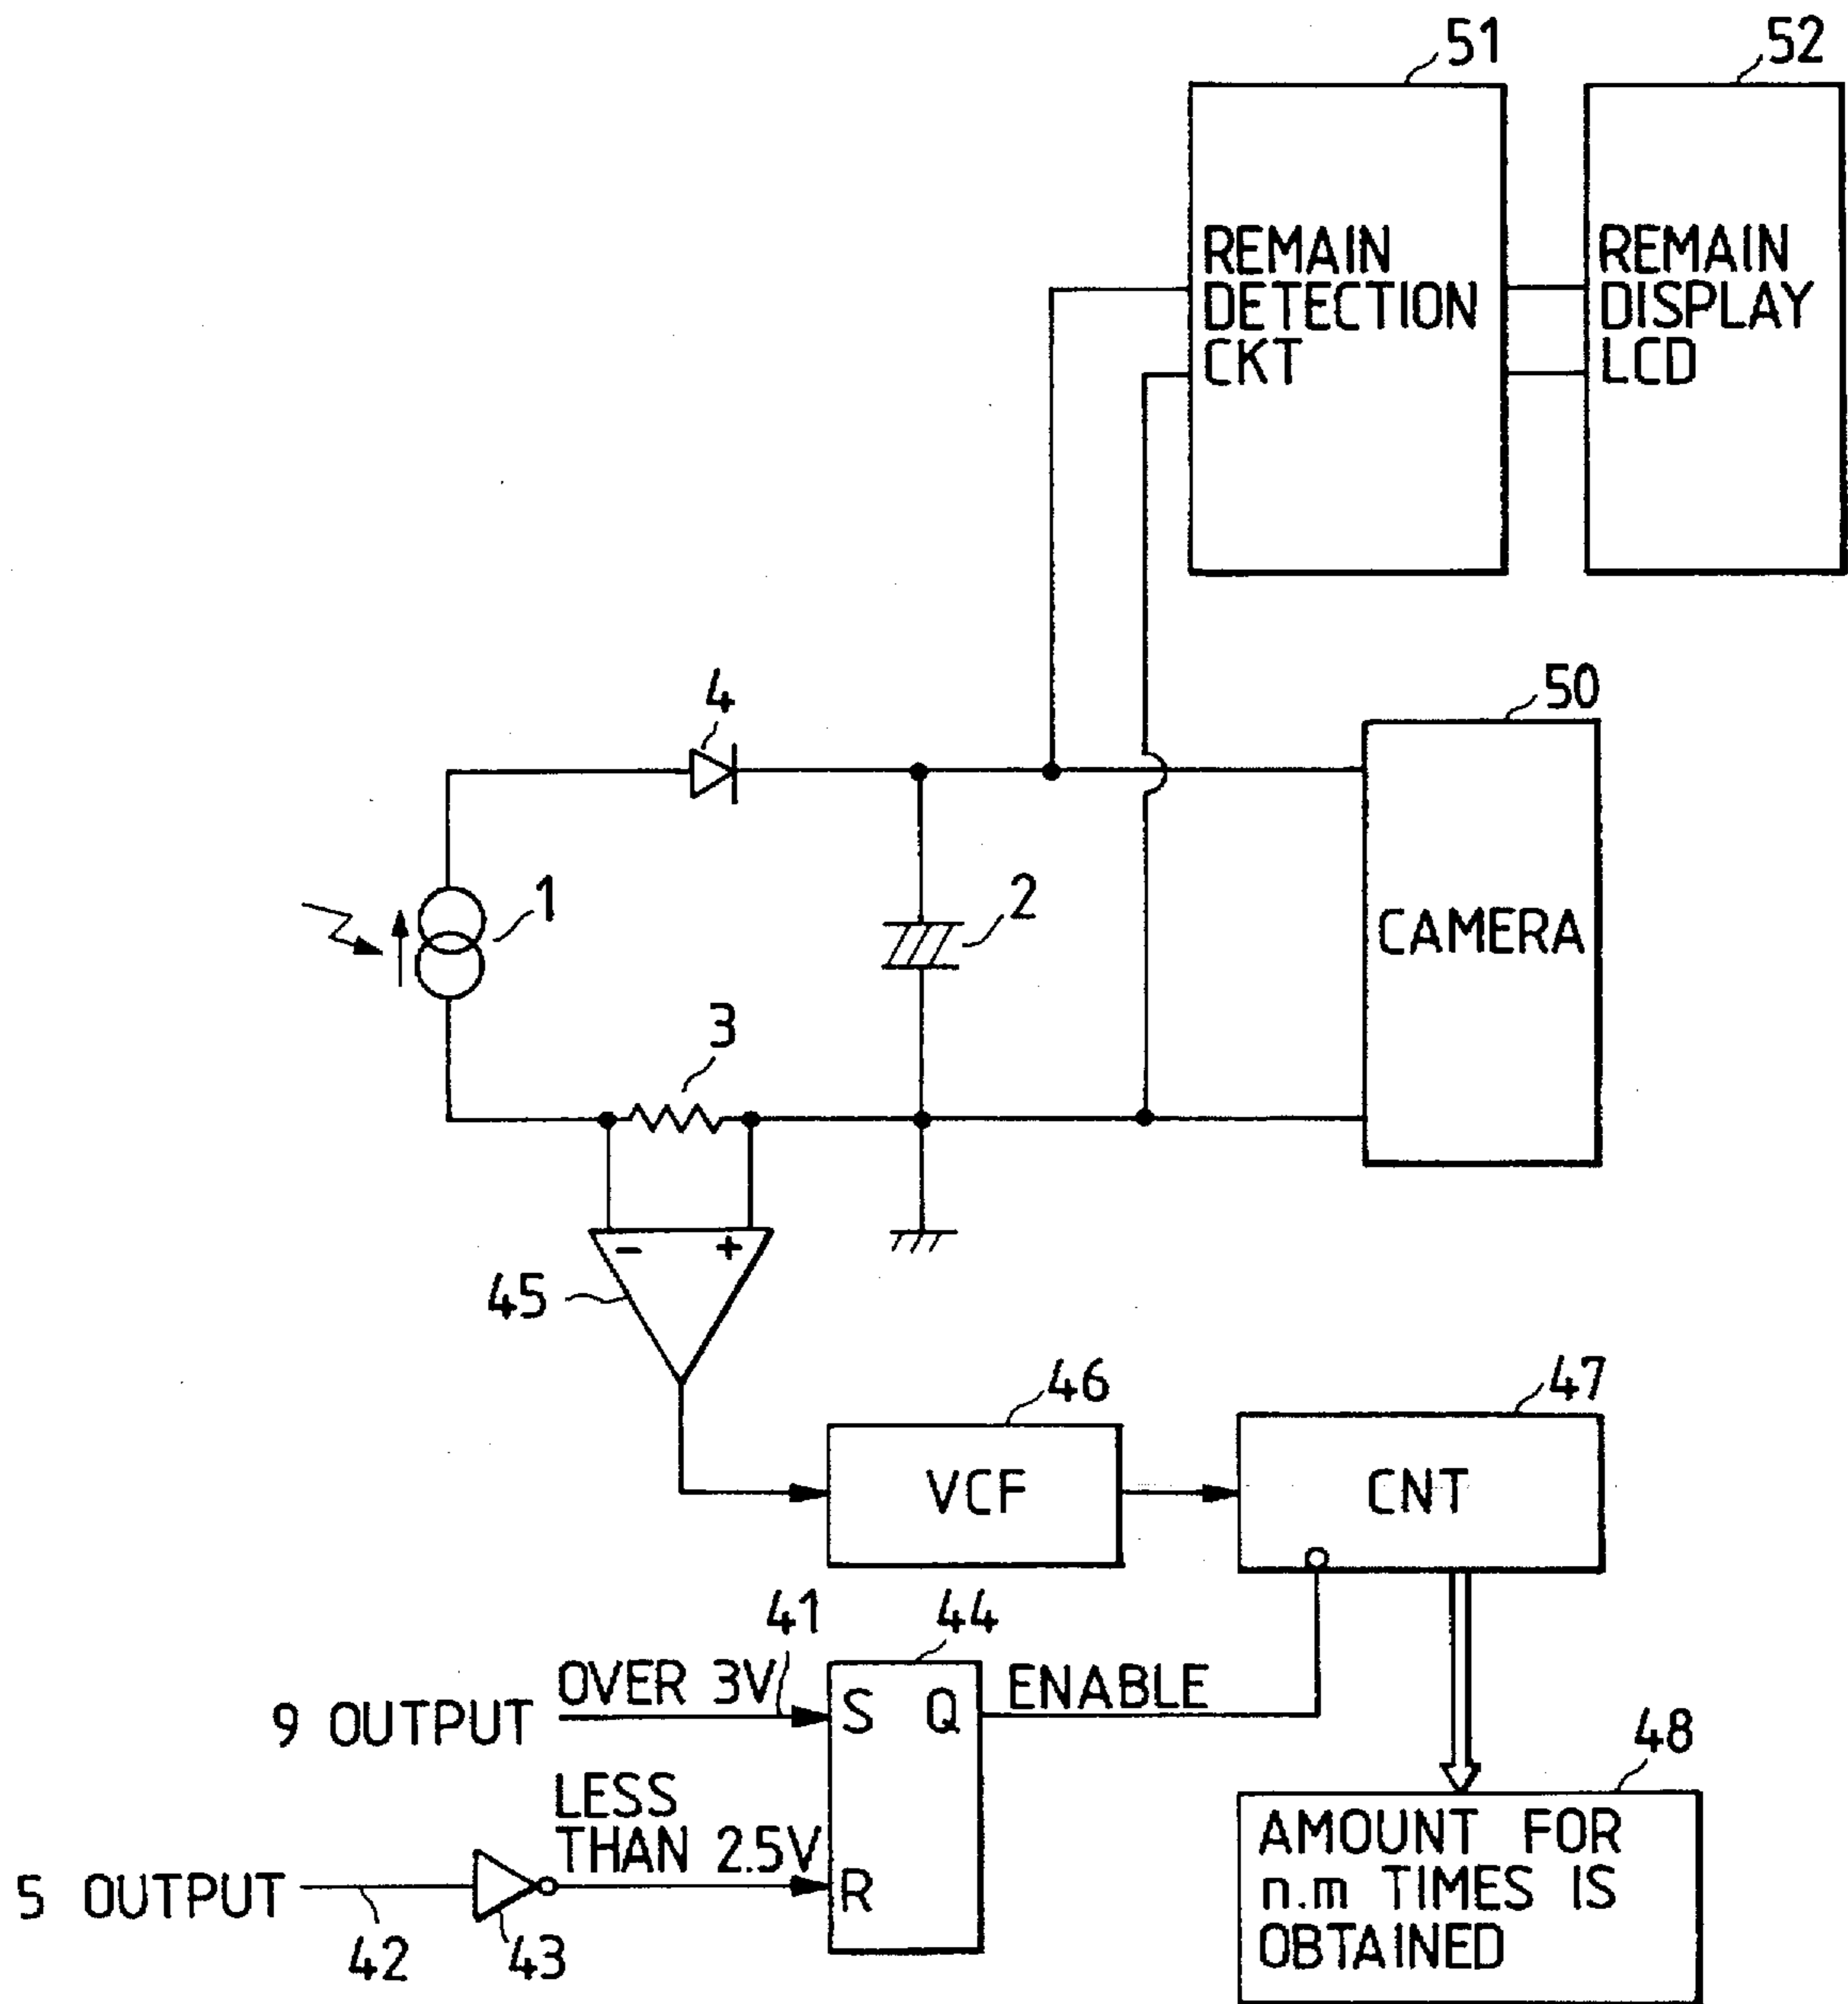 51
52
REMAIN
DETECTION
CKT
REMAIN
DISPLAY
LCD
4
50
1
2
CAMERA
3
-
+
45
46
47
VCF
CNT
41
44
9 OUTPUT
OVER 3V
S
Q
ENABLE
48
LESS
THAN 2.5V
5 OUTPUT
R
42
43
AMOUNT FOR
n.m TIMES IS
OBTAINED